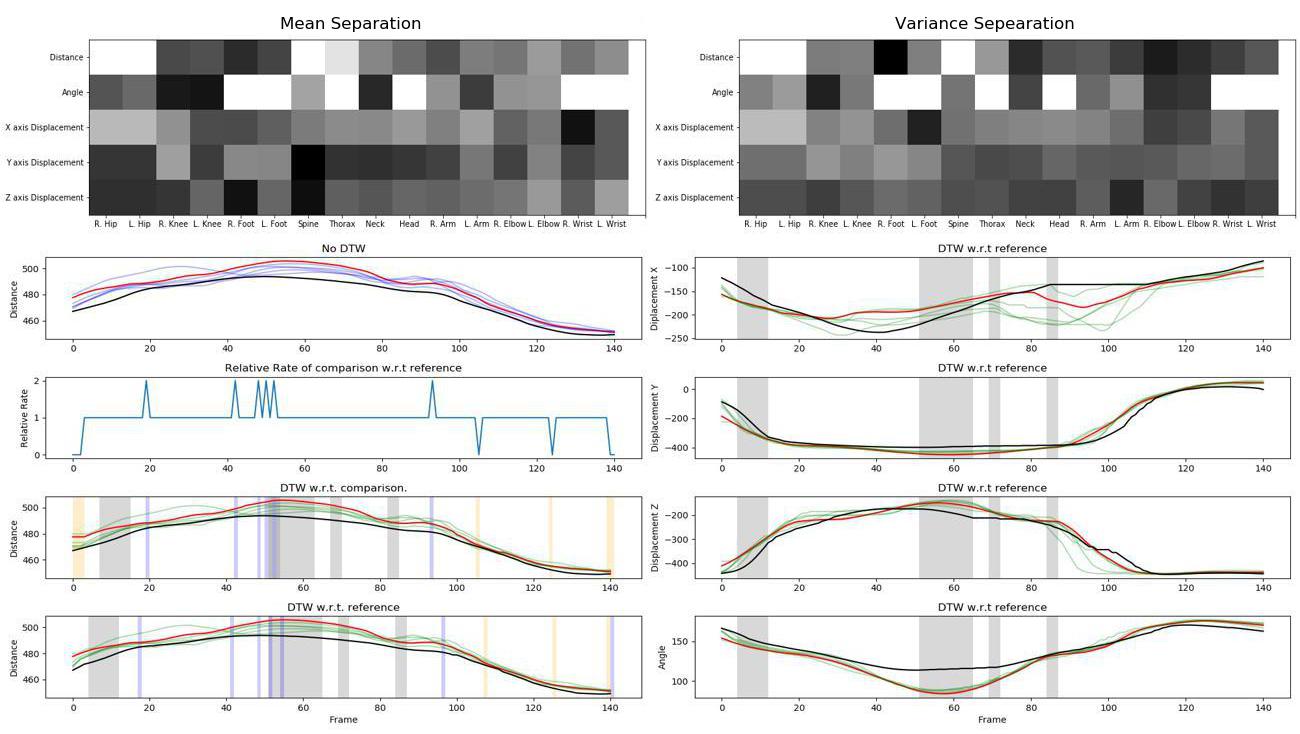 Mean Separation
Variance Sepearation
Distance
Angle
X axis Displacement
Y axis Displacement
Z axis Displacement
R. Hip L. Hip R. Knee L. Knee R. Foot L. Foot Spine Thorax Neck Head R. Arm L. Arm R. Elbow L. Elbow R. Wrist L. Wrist
Distance
Angle
X axis Displacement
Y axis Displacement
Z axis Displacement
R. Hip L. Hip R. Knee L. Knee R. Foot L. Foot Spine Thorax Neck Head R. Arm L. Arm R. Elbow L. Elbow R. Wrist L. Wrist
No DTW
Distance
500
480
460
0 20 40 60 80 100 120 140
Relative Rate of comparison w.r.t reference
Relative Rate
2
1
0
0 20 40 60 80 100 120 140
DTW w.r.t. comparison.
Distance
500
480
460
0 20 40 60 80 100 120 140
DTW w.r.t. reference
Distance
500
480
460
0 20 40 60 80 100 120 140
Frame
DTW w.r.t reference
Diplacement X
−100
−150
−200
−250
0 20 40 60 80 100 120 140
DTW w.r.t reference
Displacement Y
0
−200
−400
0 20 40 60 80 100 120 140
DTW w.r.t reference
Displacement Z
−200
−300
−400
0 20 40 60 80 100 120 140
DTW w.r.t reference
Angle
150
100
0 20 40 60 80 100 120 140
Frame